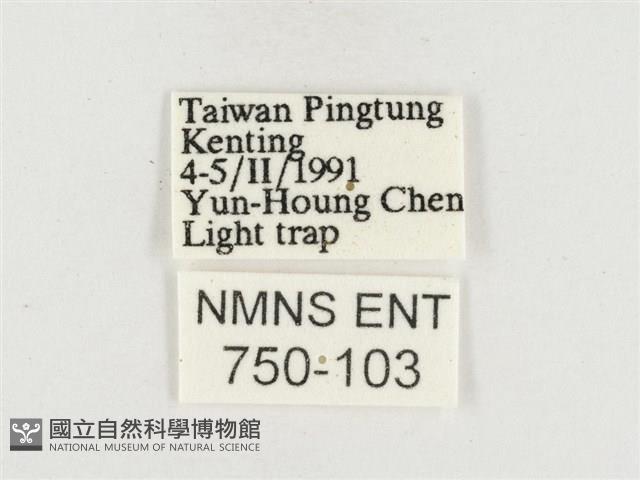 Taiwan Pingtung
Kenting
4-5/II/1991
Yun-Houng Chen
Light trap
NMNS ENT
750-103
國立自然科學博物館
NATIONAL MUSEUM OF NATURAL SCIENCE